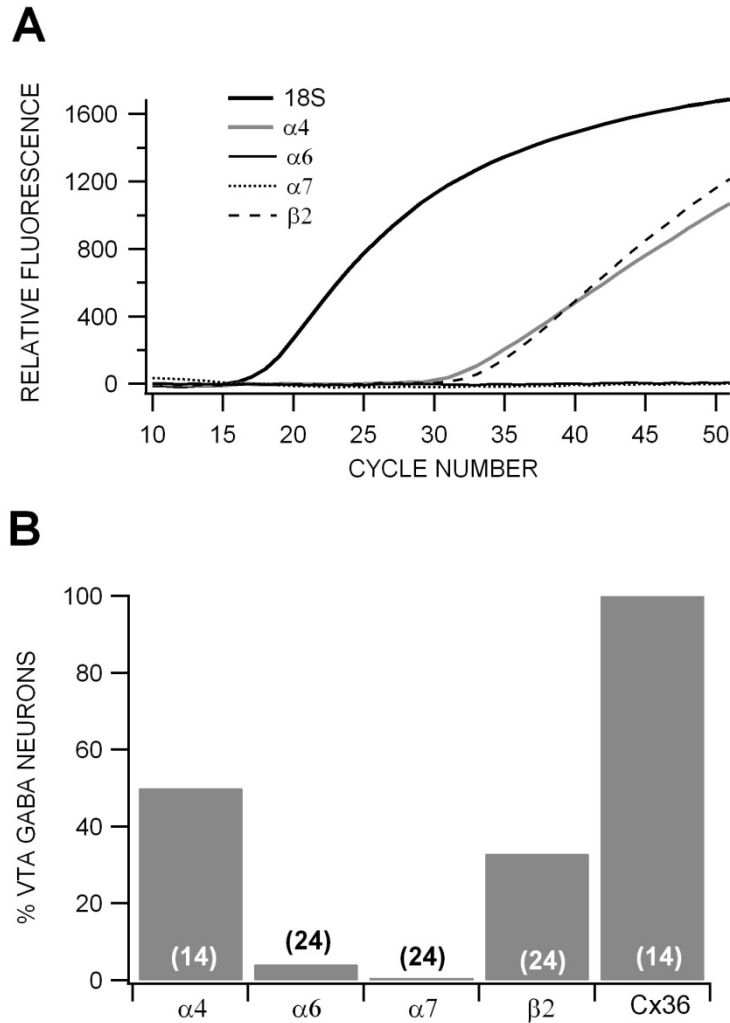 A
RELATIVE FLUORESCENCE
1600
1200
800
400
0
18S
α4
α6
α7
β2
10 15 20 25 30 35 40 45 50
CYCLE NUMBER
B
% VTA GABA NEURONS
100
80
60
40
20
0
(14) (24) (24) (24) (14)
α4 α6 α7 β2 Cx36